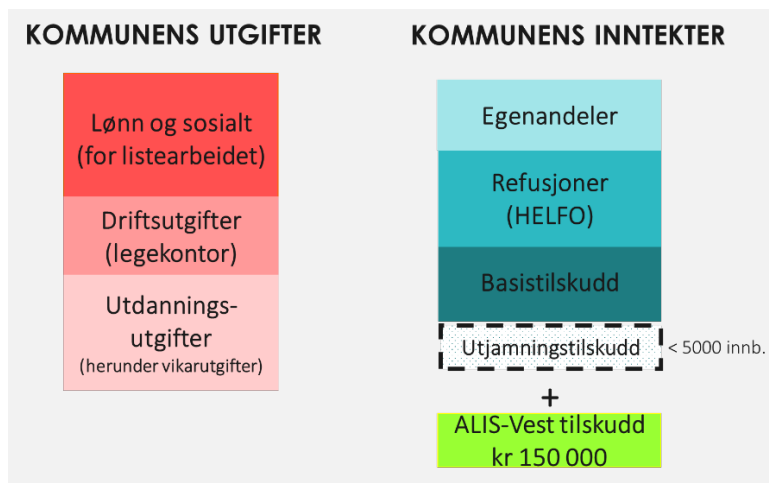 KOMMUNENS UTGIFTER
Lønn og sosialt
(for listearbeidet)
Driftsutgifter
(legekontor)
Utdannings-
utgifter
(herunder vikarutgifter)
KOMMUNENS INNTEKTER
Egenandeler
Refusjoner
(HELFO)
Basistilskudd
Utjamningstilskudd
< 5000 innb.
+
ALIS-Vest tilskudd
kr 150 000